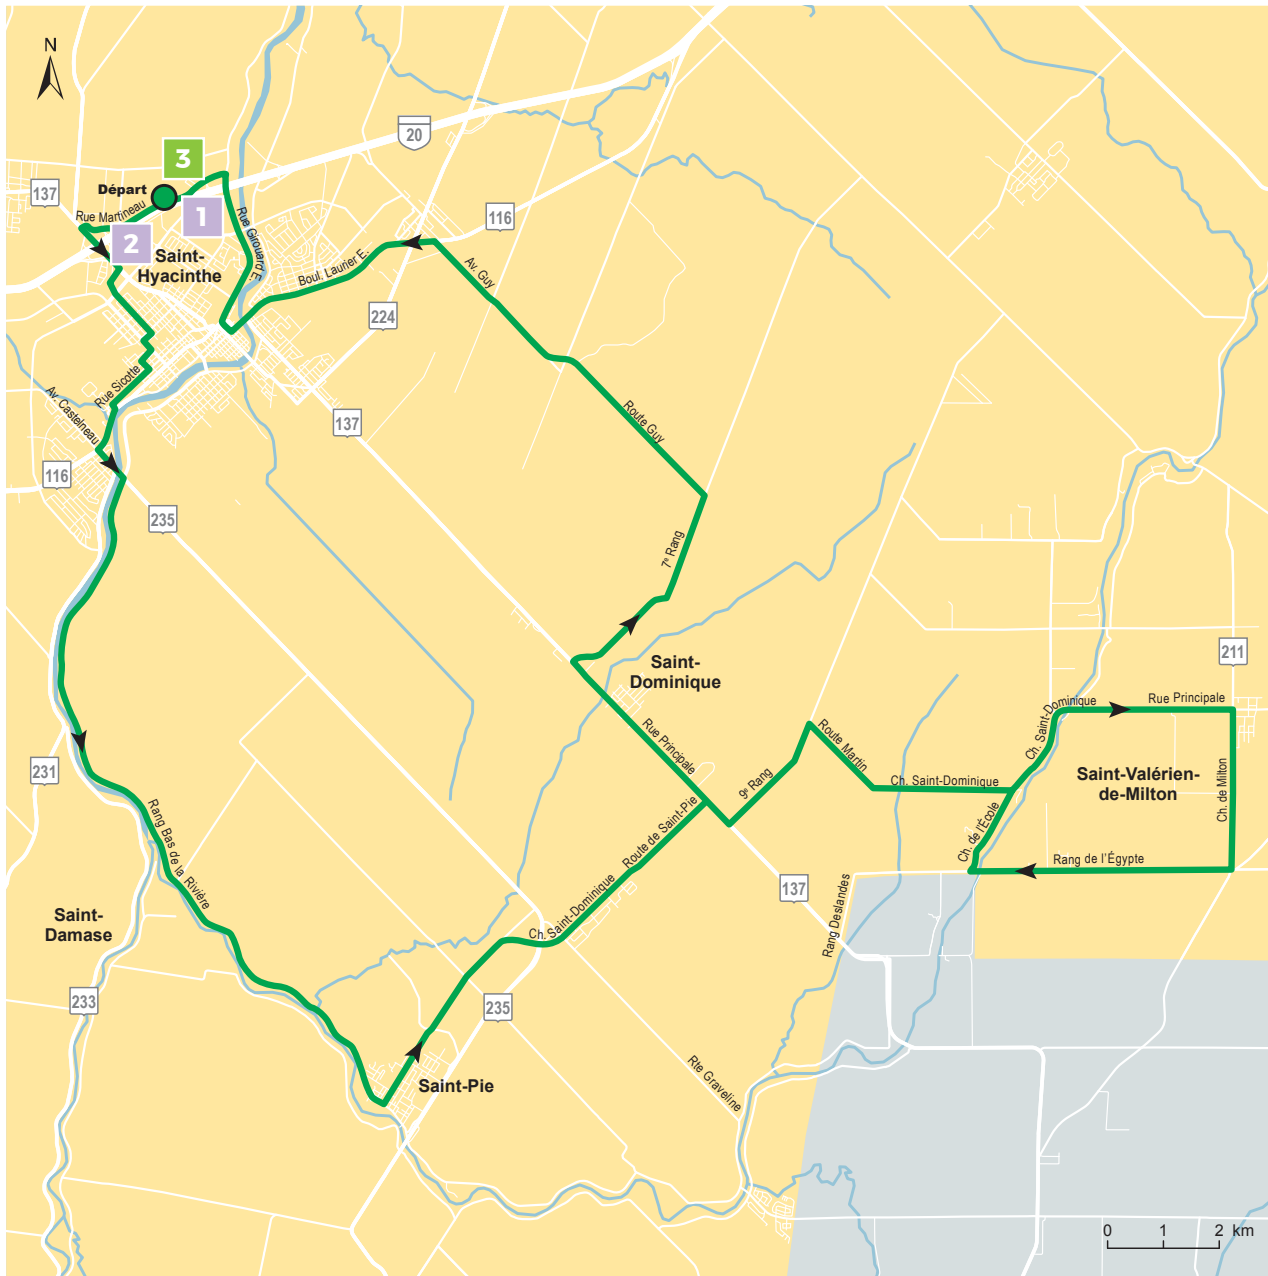 N
20
3
137
Départ
1
Rue Martineau
116
2
Saint-
Hyacinthe
Rue Girouard E.
Boul. Laurier E.
Av. Guy
224
Rue Sicotte
Av. Castelneau
137
Route Guy
116
235
7e Rang
211
Saint-
Dominique
Rue Principale
Route Martin
Ch. Saint-Dominique
Rue Principale
231
9e Rang
Ch. Saint-Dominique
Saint-Valérien-
de-Milton
Ch. de Milton
Rang Bas de la Rivière
Route de Saint-Pie
Ch. de l'École
Rang de l'Égypte
137
Ch. Saint-Dominique
Rang Deslandes
Saint-
Damase
233
235
Saint-Pie
Rte Graveline
0 1 2 km